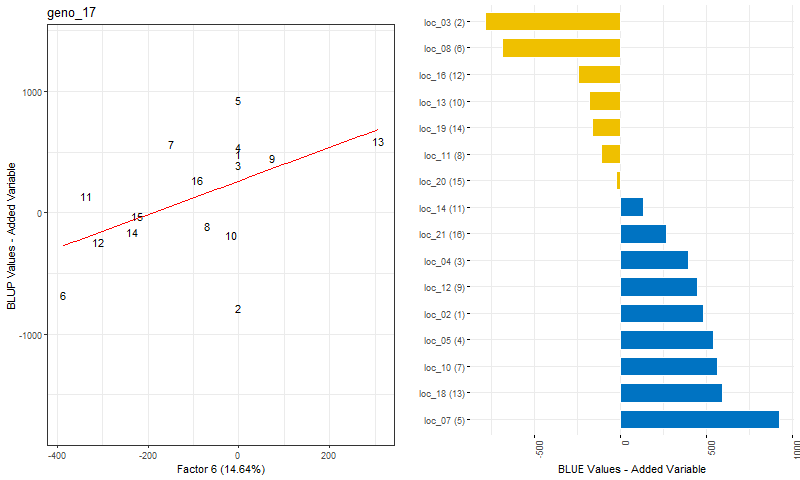 geno_17
BLUP Values - Added Variable
1000
0
-1000
5
7
4
1
9
3
13
16
11
15
14
12
8
10
6
2
-400
-200
0
200
Factor 6 (14.64%)
loc_03 (2)
loc_08 (6)
loc_16 (12)
loc_13 (10)
loc_19 (14)
loc_11 (8)
loc_20 (15)
loc_14 (11)
loc_21 (16)
loc_04 (3)
loc_12 (9)
loc_02 (1)
loc_05 (4)
loc_10 (7)
loc_18 (13)
loc_07 (5)
-500
0
500
1000
BLUE Values - Added Variable